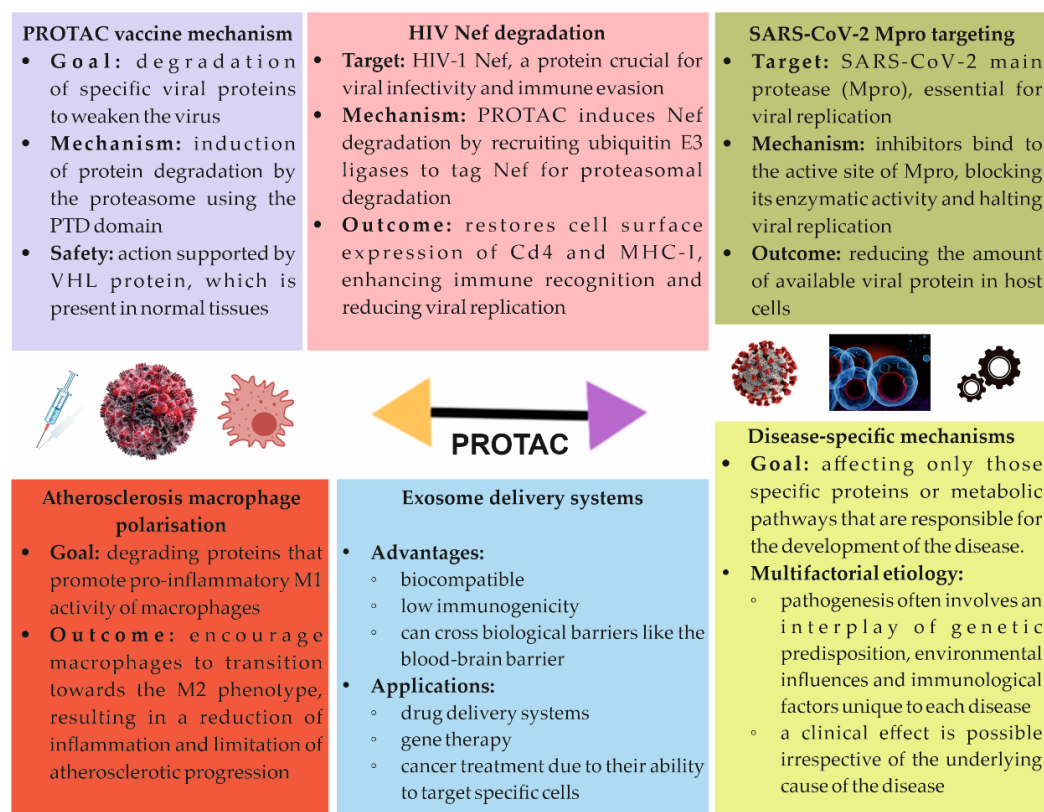 PROTAC vaccine mechanism
• Goal: degradation
of specific viral proteins
to weaken the virus
• Mechanism: induction
of protein degradation by
the proteasome using the
PTD domain
• Safety: action supported by
VHL protein, which is
present in normal tissues
HIV Nef degradation
• Target: HIV-1 Nef, a protein crucial for
viral infectivity and immune evasion
• Mechanism: PROTAC induces Nef
degradation by recruiting ubiquitin E3
ligases to tag Nef for proteasomal
degradation
• Outcome: restores cell surface
expression of Cd4 and MHC-I,
enhancing immune recognition and
reducing viral replication
SARS-CoV-2 Mpro targeting
• Target: SARS-CoV-2 main
protease (Mpro), essential for
viral replication
• Mechanism: inhibitors bind to
the active site of Mpro, blocking
its enzymatic activity and halting
viral replication
• Outcome: reducing the amount
of available viral protein in host
cells
PROTAC
Atherosclerosis macrophage
polarisation
• Goal: degrading proteins that
promote pro-inflammatory M1
activity of macrophages
• Outcome: encourage
macrophages to transition
towards the M2 phenotype,
resulting in a reduction of
inflammation and limitation of
atherosclerotic progression
Exosome delivery systems
• Advantages:
◦ biocompatible
◦ low immunogenicity
◦ can cross biological barriers like the
blood-brain barrier
• Applications:
◦ drug delivery systems
◦ gene therapy
◦ cancer treatment due to their ability
to target specific cells
Disease-specific mechanisms
• Goal: affecting only those
specific proteins or metabolic
pathways that are responsible for
the development of the disease.
• Multifactorial etiology:
◦ pathogenesis often involves an
interplay of genetic
predisposition, environmental
influences and immunological
factors unique to each disease
◦ a clinical effect is possible
irrespective of the underlying
cause of the disease